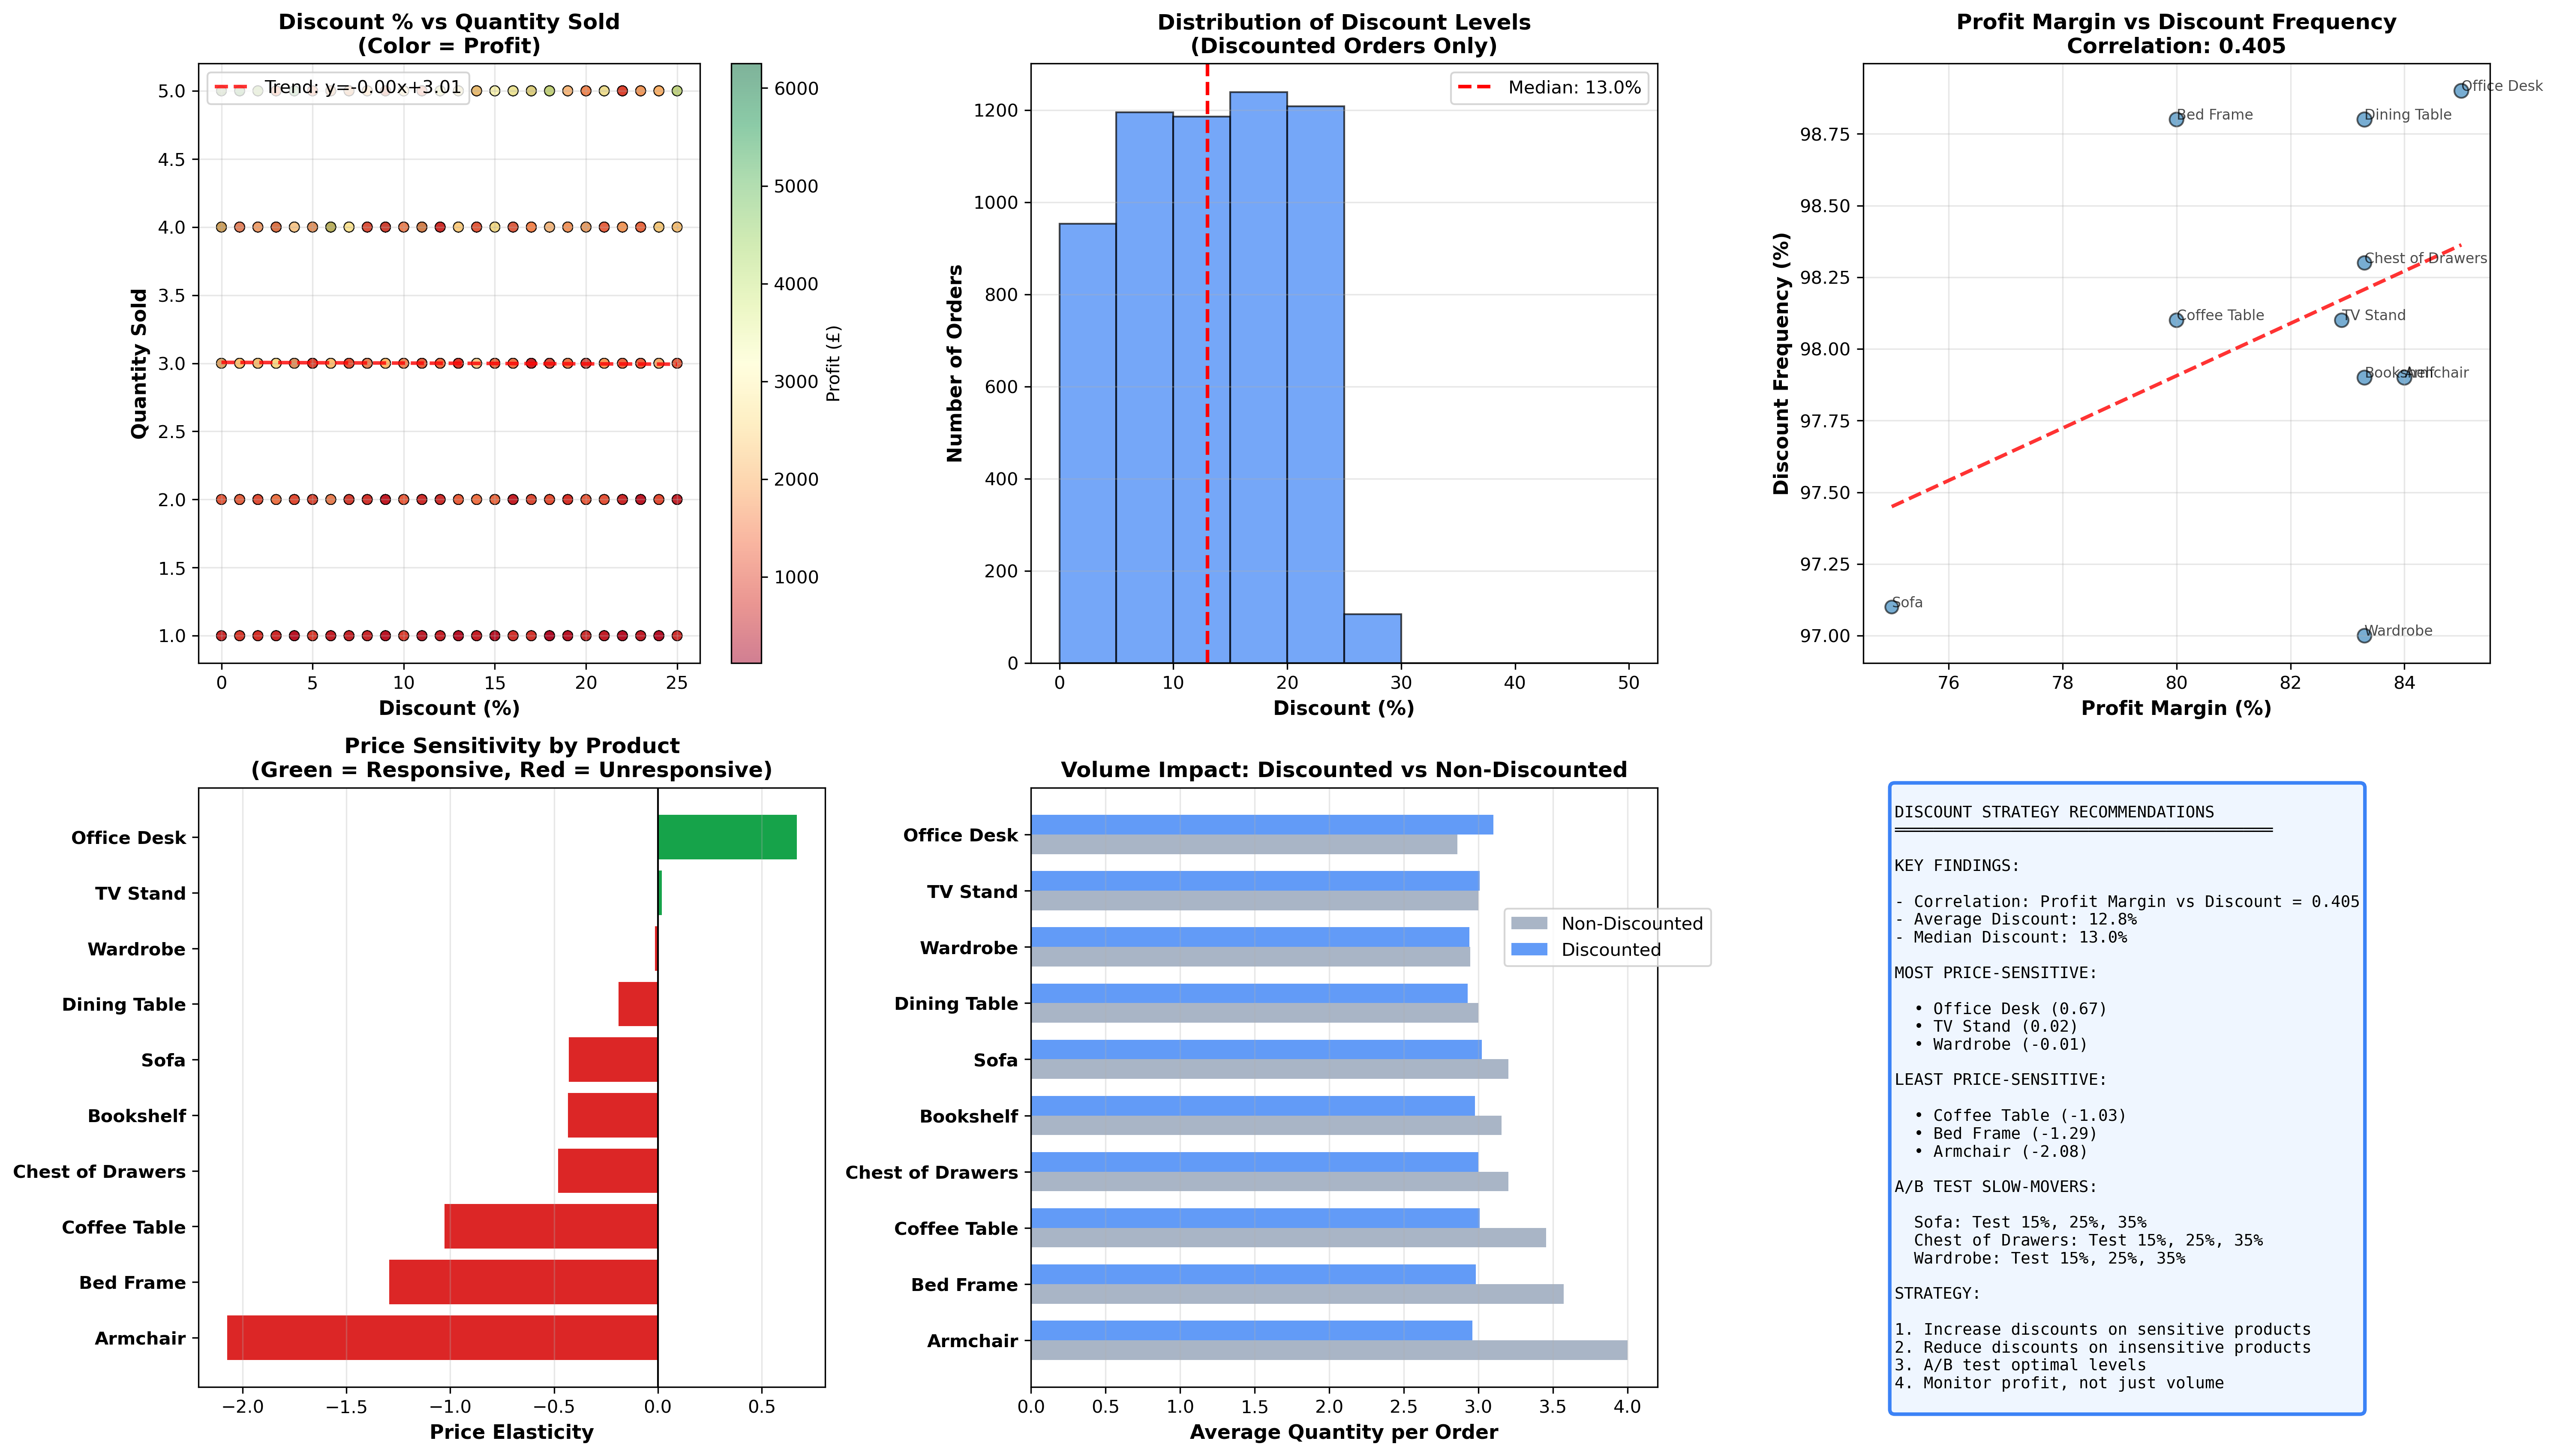 Discount % vs Quantity Sold
(Color = Profit)
Trend: y=-0.00x+3.01
5.0
4.5
4.0
3.5
3.0
2.5
2.0
1.5
1.0
Quantity Sold
0 5 10 15 20 25
Discount (%)
6000
5000
4000
3000
2000
1000
Profit (£)
Distribution of Discount Levels
(Discounted Orders Only)
Median: 13.0%
1200
1000
800
600
400
200
0
Number of Orders
0 10 20 30 40 50
Discount (%)
Profit Margin vs Discount Frequency
Correlation: 0.405
98.75
98.50
98.25
98.00
97.75
97.50
97.25
97.00
Discount Frequency (%)
Office Desk
Bed Frame
Dining Table
Chest of Drawers
Coffee Table
TV Stand
Bookshelf
Armchair
Sofa
Wardrobe
76 78 80 82 84
Profit Margin (%)
Price Sensitivity by Product
(Green = Responsive, Red = Unresponsive)
Office Desk
TV Stand
Wardrobe
Dining Table
Sofa
Bookshelf
Chest of Drawers
Coffee Table
Bed Frame
Armchair
−2.0 −1.5 −1.0 −0.5 0.0 0.5
Price Elasticity
Volume Impact: Discounted vs Non-Discounted
Office Desk
TV Stand
Wardrobe
Dining Table
Sofa
Bookshelf
Chest of Drawers
Coffee Table
Bed Frame
Armchair
Non-Discounted
Discounted
0.0 0.5 1.0 1.5 2.0 2.5 3.0 3.5 4.0
Average Quantity per Order
DISCOUNT STRATEGY RECOMMENDATIONS
KEY FINDINGS:
- Correlation: Profit Margin vs Discount = 0.405
- Average Discount: 12.8%
- Median Discount: 13.0%
MOST PRICE-SENSITIVE:
• Office Desk (0.67)
• TV Stand (0.02)
• Wardrobe (-0.01)
LEAST PRICE-SENSITIVE:
• Coffee Table (-1.03)
• Bed Frame (-1.29)
• Armchair (-2.08)
A/B TEST SLOW-MOVERS:
Sofa: Test 15%, 25%, 35%
Chest of Drawers: Test 15%, 25%, 35%
Wardrobe: Test 15%, 25%, 35%
STRATEGY:
1. Increase discounts on sensitive products
2. Reduce discounts on insensitive products
3. A/B test optimal levels
4. Monitor profit, not just volume